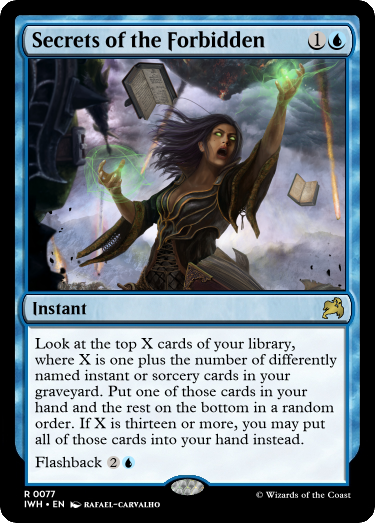 Secrets of the Forbidden 1
Instant
Look at the top X cards of your library,
where X is one plus the number of differently
named instant or sorcery cards in your
graveyard. Put one of those cards in your
hand and the rest on the bottom in a random
order. If X is thirteen or more, you may put
all of those cards into your hand instead.
Flashback 2
R 0077
IWH • EN RAFAEL-CARVALHO © Wizards of the Coast